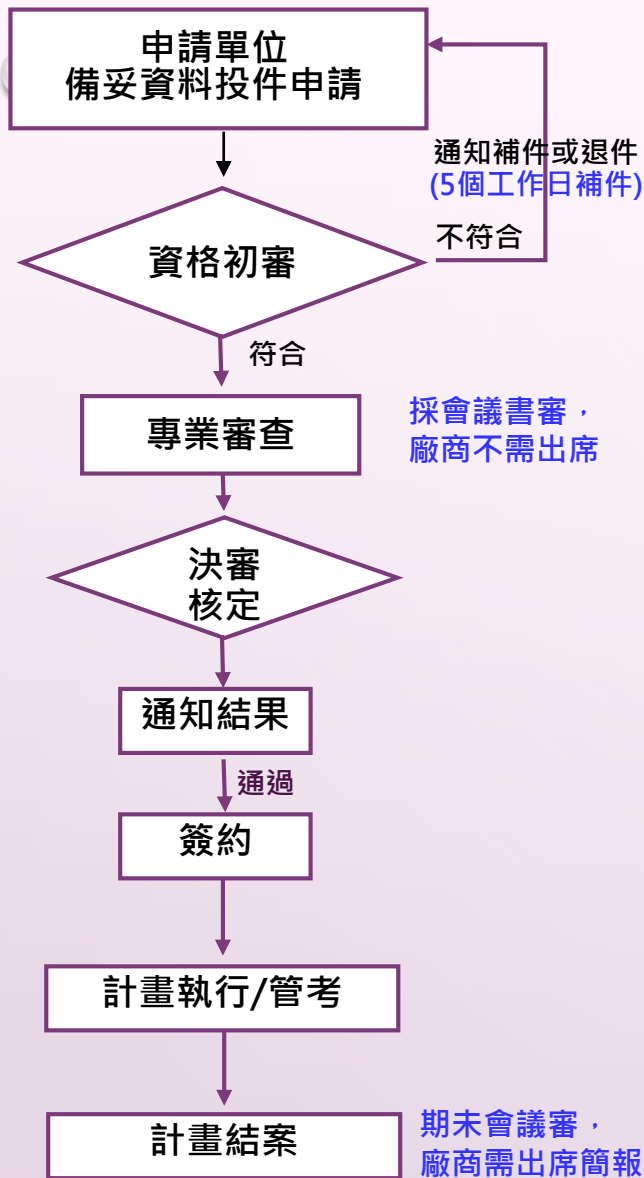 申請單位
備妥資料投件申請
通知補件或退件
(5個工作日補件)
不符合
資格初審
符合
專業審查
採會議書審，
廠商不需出席
決審
核定
通知結果
通過
簽約
計畫執行/管考
計畫結案
期未會議審，
廠商需出席簡報